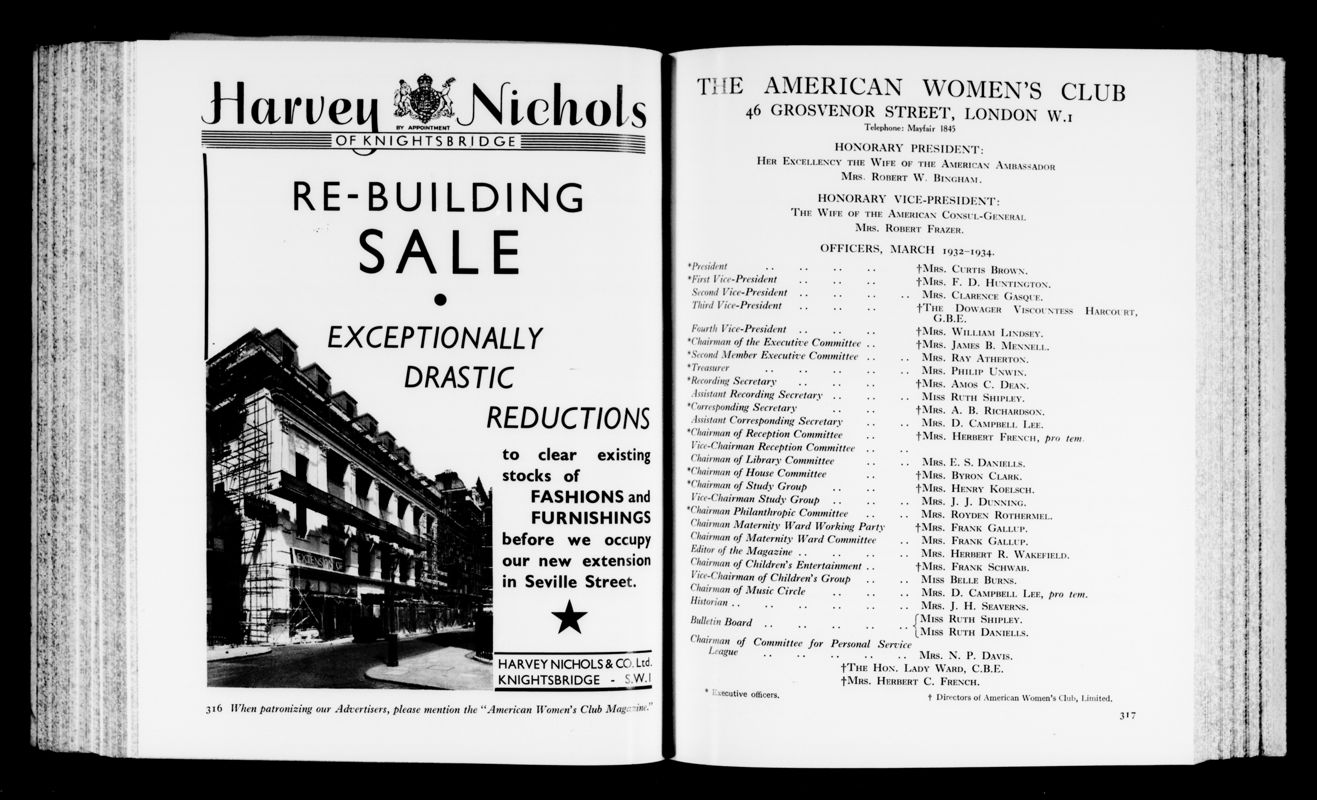 Harvey Nichols
BY APPOINTMENT
OF KNIGHTSBRIDGE
RE-BUILDING
SALE
EXCEPTIONALLY
DRASTIC
REDUCTIONS
to clear existing
stocks of
FASHIONS and
FURNISHINGS
before we occupy
our new extension
in Seville Street.
EXTENSION OF
HARVEY NICHOLS & CO. Ltd.
KNIGHTSBRIDGE - S.W.1
316 When patronizing our Advertisers, please mention the "American Women's Club Magazine."
THE AMERICAN WOMEN'S CLUB
46 GROSVENOR STREET, LONDON W.1
Telephone: Mayfair 1845
HONORARY PRESIDENT:
HER EXCELLENCY THE WIFE OF THE AMERICAN AMBASSADOR
MRS. ROBERT W. BINGHAM.
HONORARY VICE-PRESIDENT:
THE WIFE OF THE AMERICAN CONSUL-GENERAL
MRS. ROBERT FRAZER.
OFFICERS, MARCH 1932-1934.
*President .. .. .. .. †MRS. CURTIS BROWN.
*First Vice-President .. .. .. †MRS. F. D. HUNTINGTON.
Second Vice-President .. .. .. .. MRS. CLARENCE GASQUE.
Third Vice-President .. .. .. †THE DOWAGER VISCOUNTESS HARCOURT,
G.B.E.
Fourth Vice-President .. .. .. †MRS. WILLIAM LINDSEY.
*Chairman of the Executive Committee .. †MRS. JAMES B. MENNELL.
*Second Member Executive Committee .. .. MRS. RAY ATHERTON.
*Treasurer .. .. .. .. .. MRS. PHILIP UNWIN.
*Recording Secretary .. .. .. †MRS. AMOS C. DEAN.
Assistant Recording Secretary .. .. .. MISS RUTH SHIPLEY.
*Corresponding Secretary .. .. †MRS. A. B. RICHARDSON.
Assistant Corresponding Secretary .. .. MRS. D. CAMPBELL LEE.
*Chairman of Reception Committee .. †MRS. HERBERT FRENCH, pro tem.
Vice-Chairman Reception Committee .. ..
Chairman of Library Committee .. .. MRS. E. S. DANIELLS.
*Chairman of House Committee .. †MRS. BYRON CLARK.
*Chairman of Study Group .. .. †MRS. HENRY KOELSCH.
Vice-Chairman Study Group .. .. .. MRS. J. J. DUNNING.
*Chairman Philanthropic Committee .. .. MRS. ROYDEN ROTHERMEL.
Chairman Maternity Ward Working Party †MRS. FRANK GALLUP.
Chairman of Maternity Ward Committee .. MRS. FRANK GALLUP.
Editor of the Magazine .. .. .. .. MRS. HERBERT R. WAKEFIELD.
Chairman of Children's Entertainment .. †MRS. FRANK SCHWAB.
Vice-Chairman of Children's Group .. .. MISS BELLE BURNS.
Chairman of Music Circle .. .. .. MRS. D. CAMPBELL LEE, pro tem.
Historian .. .. .. .. .. .. MRS. J. H. SEAVERNS.
Bulletin Board .. .. .. .. .. { MISS RUTH SHIPLEY.
MISS RUTH DANIELLS.
Chairman of Committee for Personal Service
League .. .. .. .. MRS. N. P. DAVIS.
†THE HON. LADY WARD, C.B.E.
†MRS. HERBERT C. FRENCH.
* Executive officers. † Directors of American Women's Club, Limited.
317